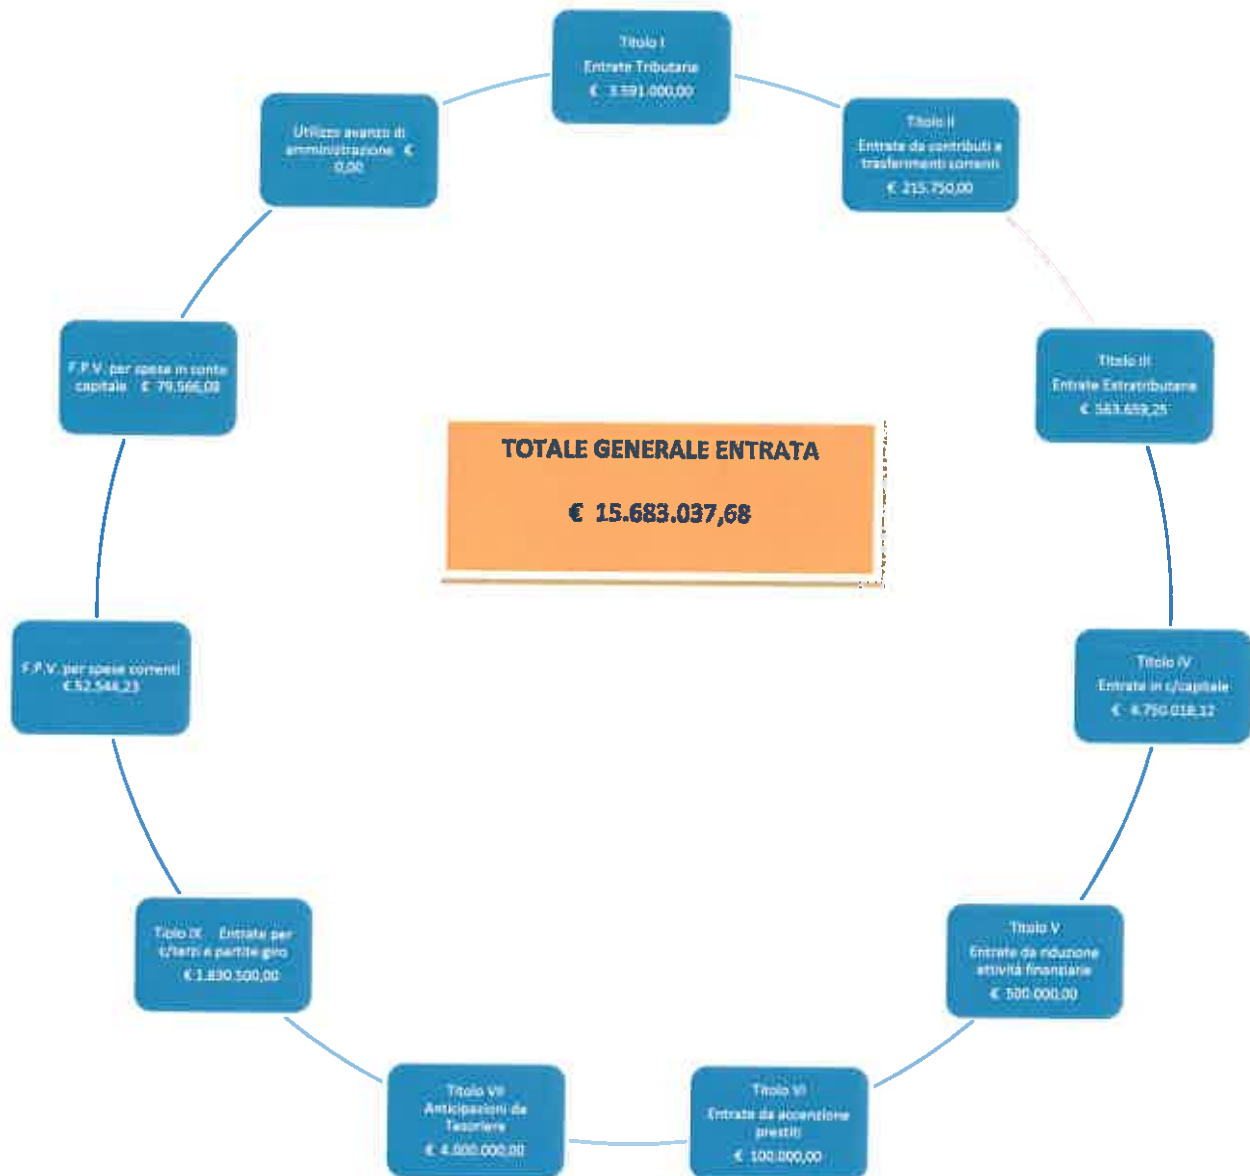 Titolo I
Entrate Tributarie
€ 3.591.000,00
Titolo II
Entrate da contributi e
trasferimenti correnti
€ 215.750,00
Titolo III
Entrate Extratributarie
€ 563.659,25
Titolo IV
Entrate in c/capitale
€ 4.750.018,12
Titolo V
Entrate da riduzione
attività finanziarie
€ 500.000,00
Titolo VI
Entrate da accenzione
prestiti
€ 100.000,00
Titolo VII
Anticipazioni da
Tesoriere
€ 4.000.000,00
Tiolo IX Entrate per
c/terzi e partite giro
€ 1.830.500,00
F.P.V. per spese correnti
€ 52.544,23
F.P.V. per spese in conto
capitale € 79.566,08
Utilizzo avanzo di
amministrazione €
0,00
TOTALE GENERALE ENTRATA
€ 15.683.037,68